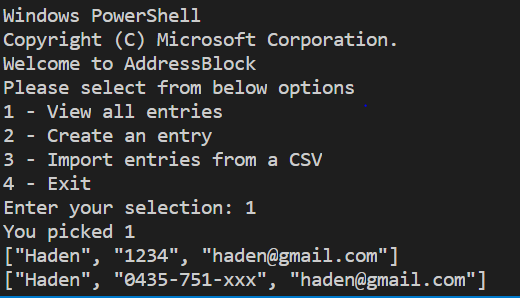 Windows PowerShell
Copyright (C) Microsoft Corporation.
Welcome to AddressBlock
Please select from below options
1 - View all entries
2 - Create an entry
3 - Import entries from a CSV
4 - Exit
Enter your selection: 1
You picked 1
["Haden", "1234", "haden@gmail.com"]
["Haden", "0435-751-xxx", "haden@gmail.com"]